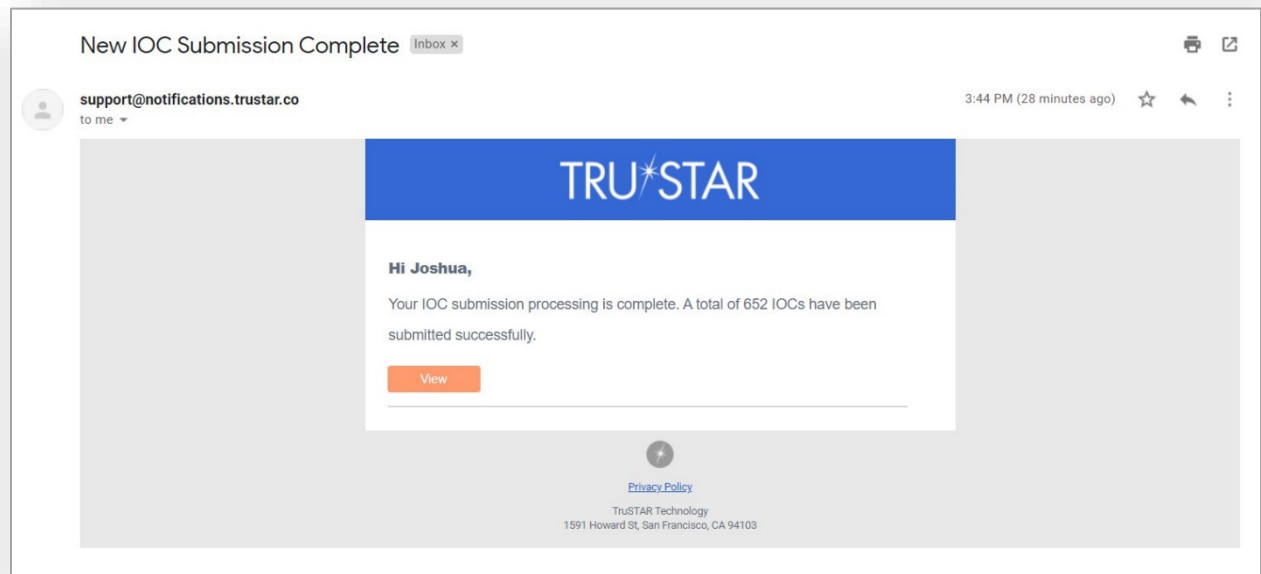 New IOC Submission Complete Inbox ×
support@notifications.trustar.co 3:44 PM (28 minutes ago)
to me
TRU*STAR
Hi Joshua,
Your IOC submission processing is complete. A total of 652 IOCs have been
submitted successfully.
View
Privacy Policy
TruSTAR Technology
1591 Howard St, San Francisco, CA 94103